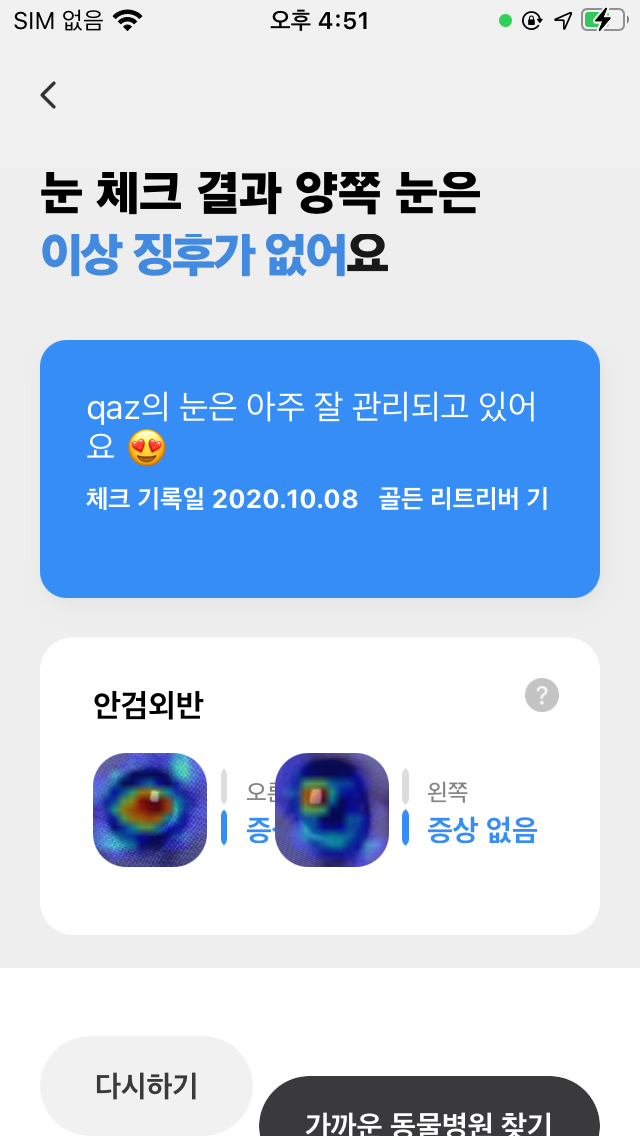 SIM 없음 오후 4:51
눈 체크 결과 양쪽 눈은
이상 징후가 없어요
qaz의 눈은 아주 잘 관리되고 있어
요 😍
체크 기록일 2020.10.08 골든 리트리버 기
안검외반 ?
왼쪽
증상 없음
다시하기
가까운 동물병원 찾기